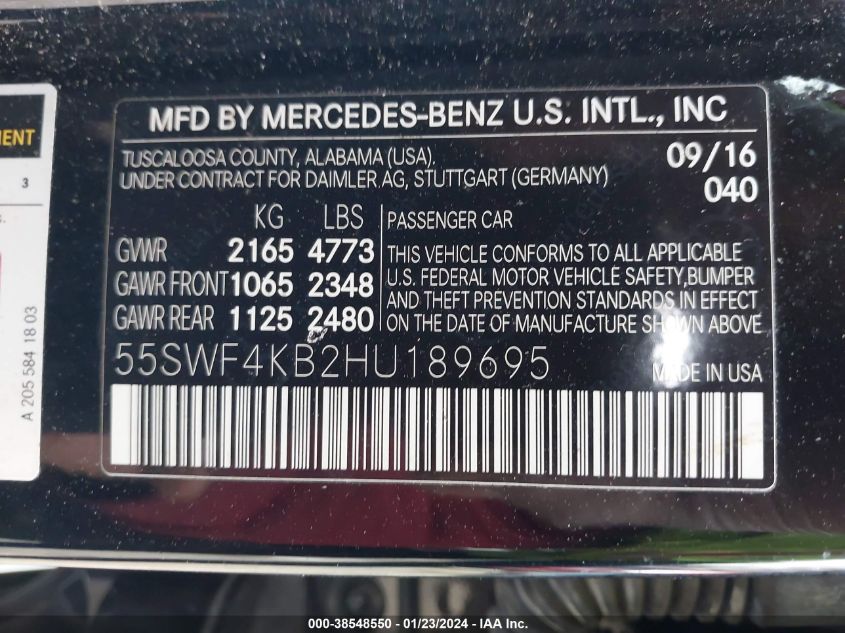 MENT
3
S.
A 205 584 18 03
MFD BY MERCEDES-BENZ U.S. INTL., INC
TUSCALOOSA COUNTY, ALABAMA (USA). 09/16
UNDER CONTRACT FOR DAIMLER AG, STUTTGART (GERMANY) 040
KG LBS PASSENGER CAR
GVWR 2165 4773 THIS VEHICLE CONFORMS TO ALL APPLICABLE
GAWR FRONT 1065 2348 U.S. FEDERAL MOTOR VEHICLE SAFETY, BUMPER
AND THEFT PREVENTION STANDARDS IN EFFECT
GAWR REAR 1125 2480 ON THE DATE OF MANUFACTURE SHOWN ABOVE.
55SWF4KB2HU189695 MADE IN USA
000-38548550 - 01/23/2024 - IAAI.COM